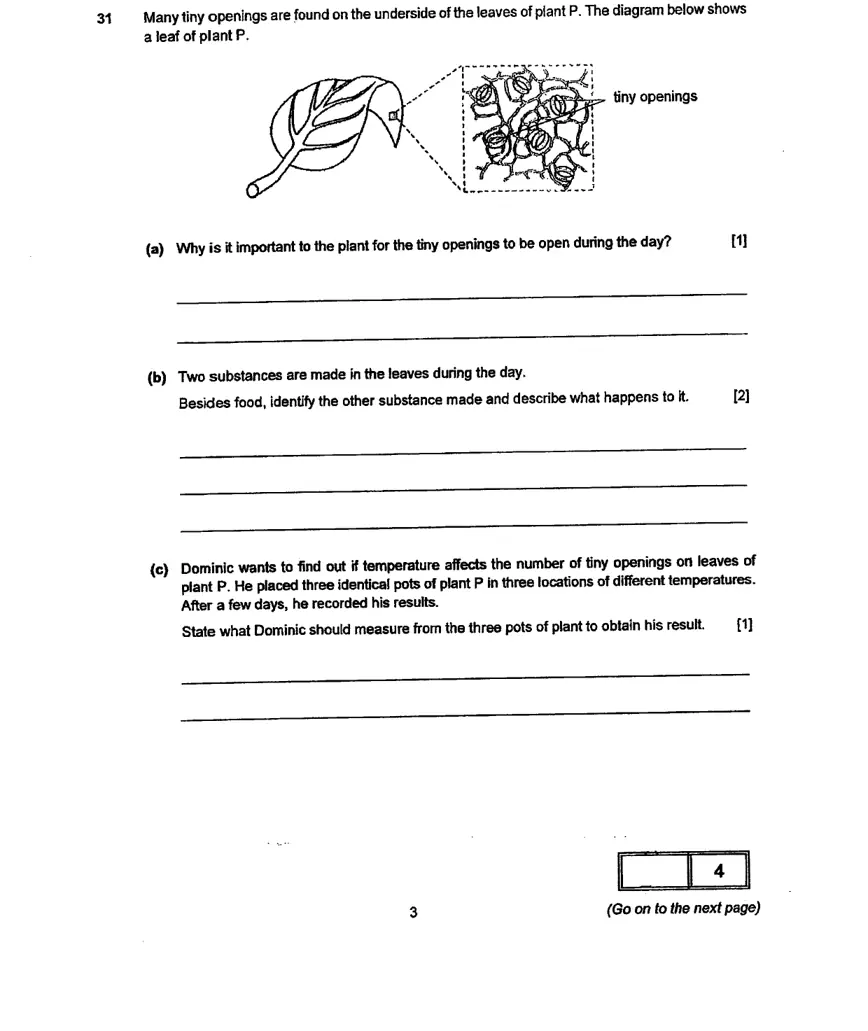 31 Many tiny openings are found on the underside of the leaves of plant P. The diagram below shows
a leaf of plant P.
tiny openings
(a) Why is it important to the plant for the tiny openings to be open during the day? [1]
(b) Two substances are made in the leaves during the day.
Besides food, identify the other substance made and describe what happens to it. [2]
(c) Dominic wants to find out if temperature affects the number of tiny openings on leaves of
plant P. He placed three identical pots of plant P in three locations of different temperatures.
After a few days, he recorded his results.
State what Dominic should measure from the three pots of plant to obtain his result. [1]
4
3 (Go on to the next page)